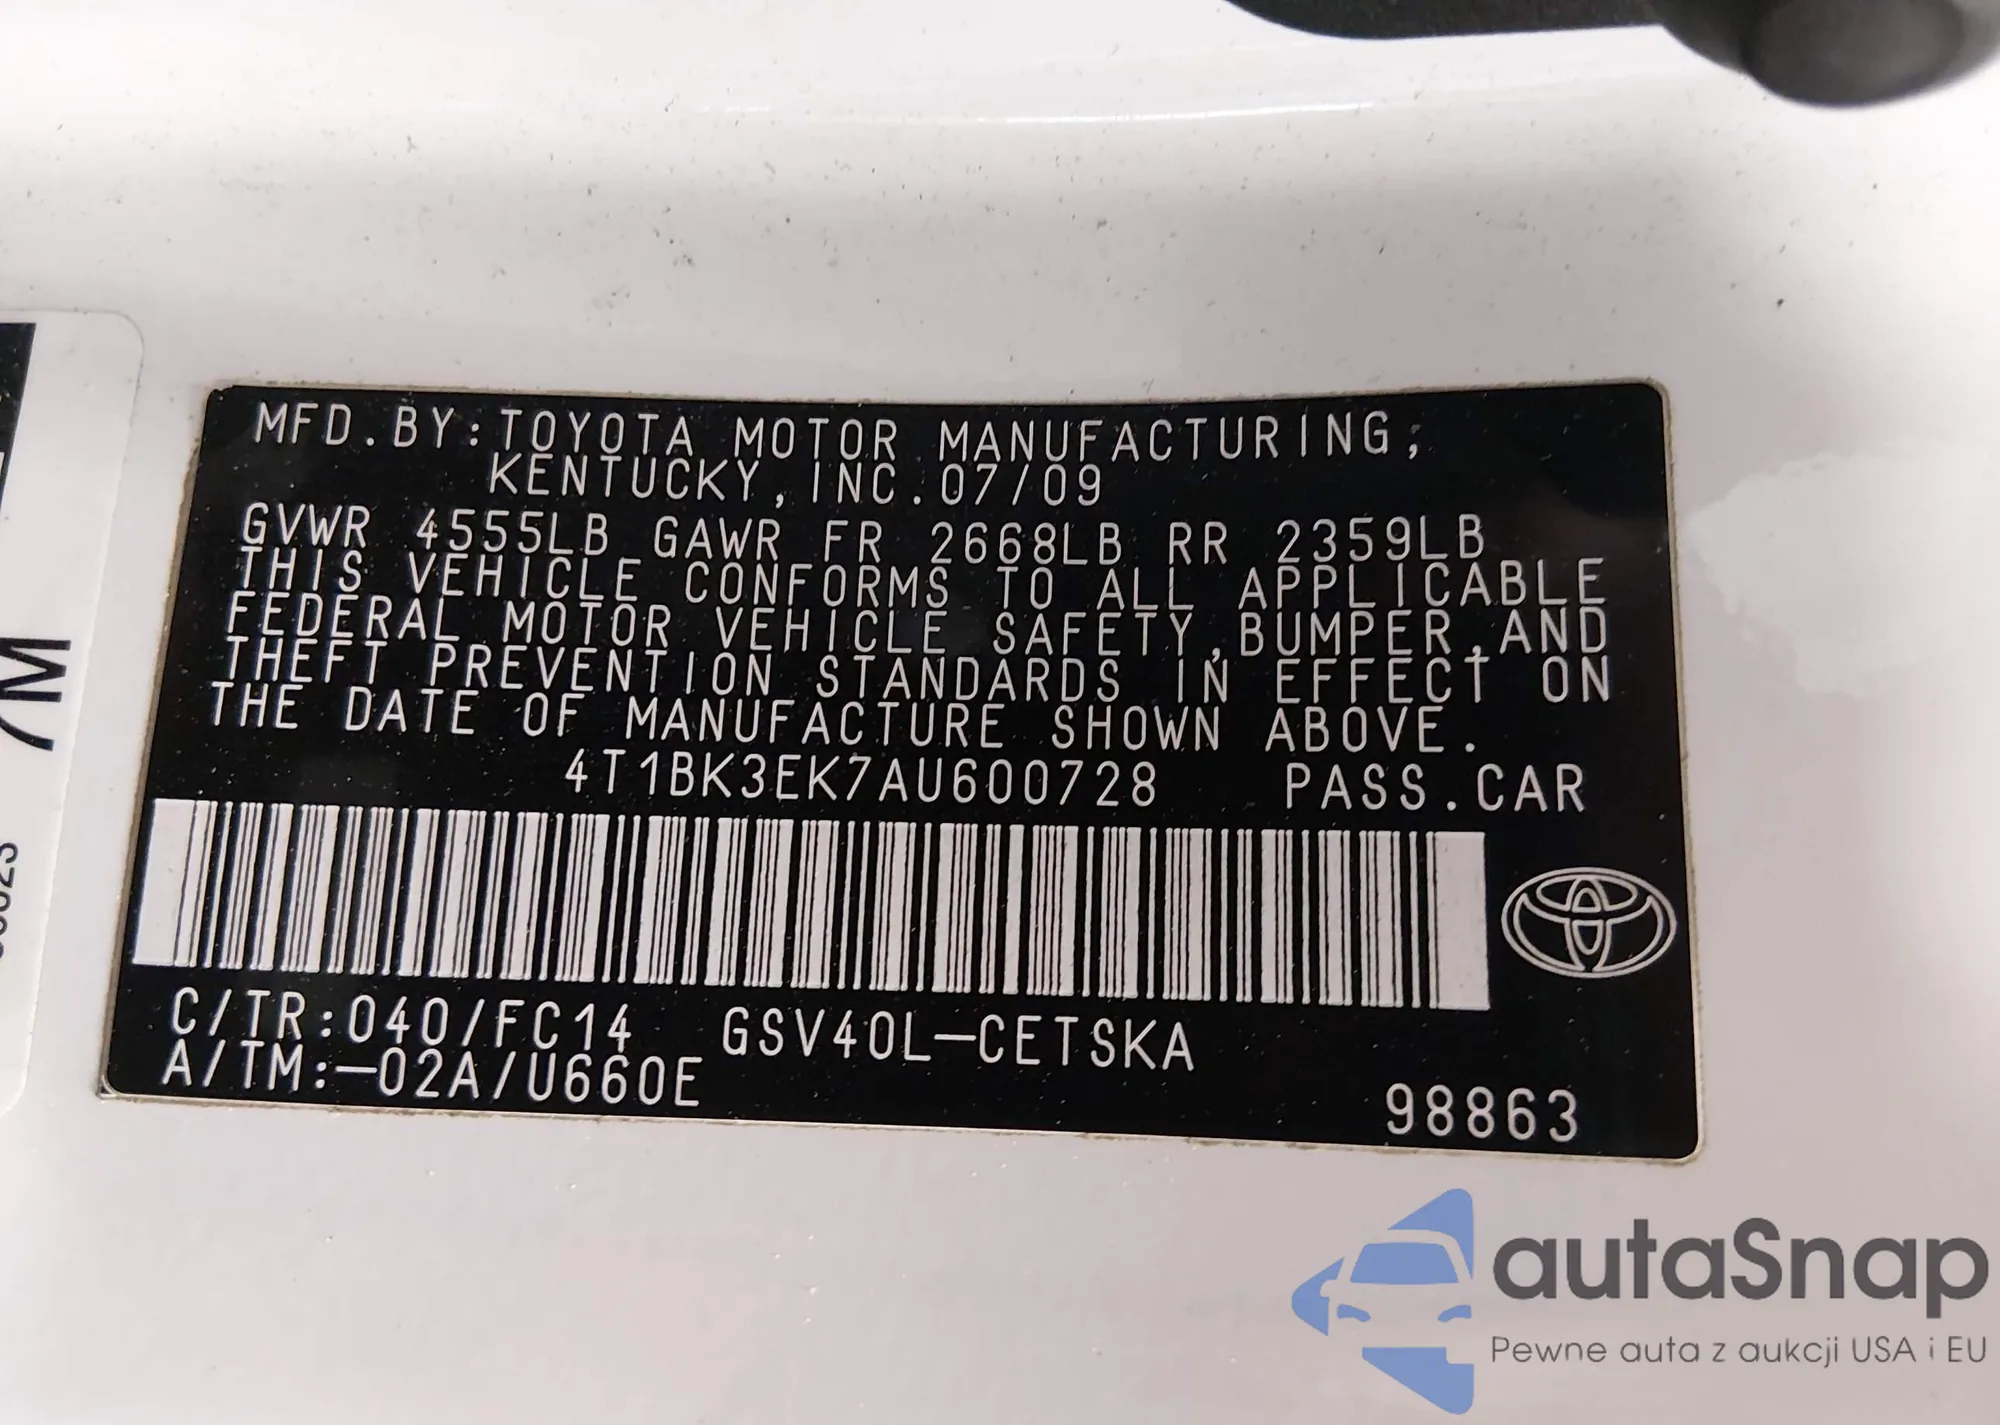 MFD.BY:TOYOTA MOTOR MANUFACTURING,
KENTUCKY,INC.07/09
GVWR 4555LB GAWR FR 2668LB RR 2359LB
THIS VEHICLE CONFORMS TO ALL APPLICABLE
FEDERAL MOTOR VEHICLE SAFETY,BUMPER,AND
THEFT PREVENTION STANDARDS IN EFFECT ON
THE DATE OF MANUFACTURE SHOWN ABOVE.
4T1BK3EK7AU600728 PASS.CAR
C/TR:040/FC14 GSV40L-CETSKA
A/TM:-02A/U660E
98863
autaSnap
Pewne auta z aukcji USA i EU